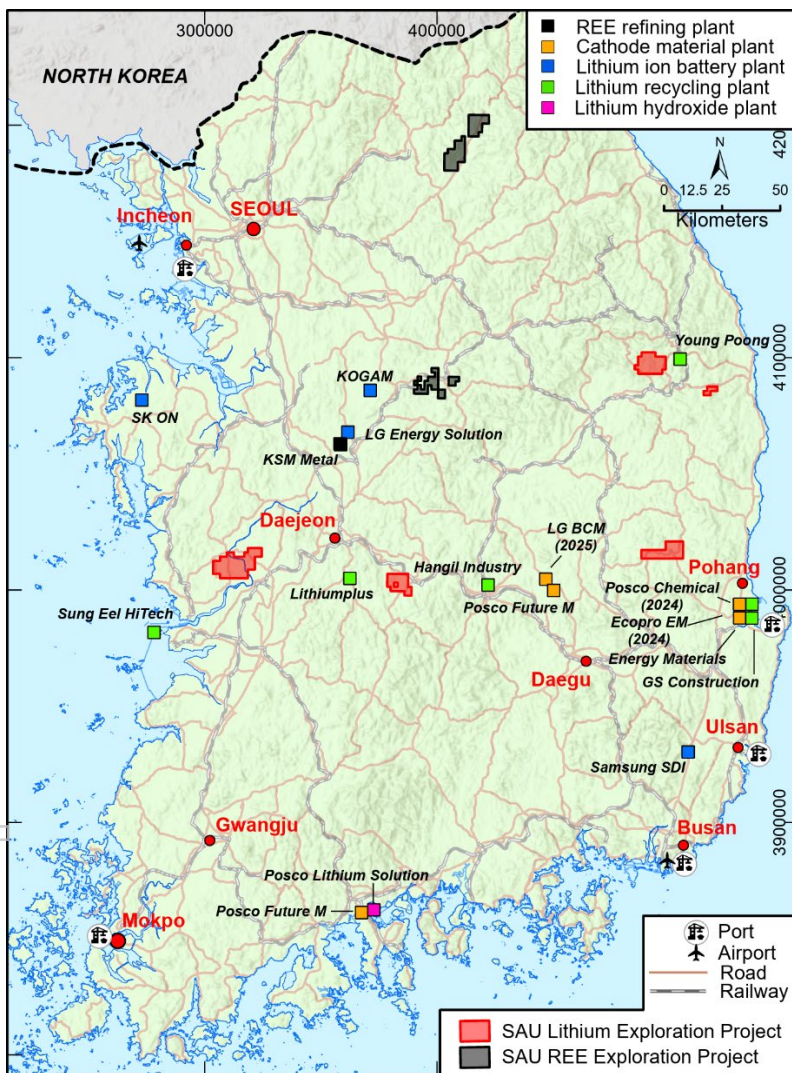 300000
400000
REE refining plant
Cathode material plant
Lithium ion battery plant
Lithium recycling plant
Lithium hydroxide plant
NORTH KOREA
N
0 12.5 25 50
Kilometers
Incheon
SEOUL
Young Poong
4100000
KOGAM
SK ON
LG Energy Solution
KSM Metal
Daejeon
LG BCM
(2025)
Hangil Industry
Pohang
Lithiumplus
Posco Future M
Posco Chemical
(2024)
Sung Eel HiTech
Ecopro EM
(2024)
Energy Materials
Daegu
GS Construction
Ulsan
Samsung SDI
3900000
Gwangju
Busan
Posco Lithium Solution
Posco Future M
Mokpo
Port
Airport
Road
Railway
SAU Lithium Exploration Project
SAU REE Exploration Project